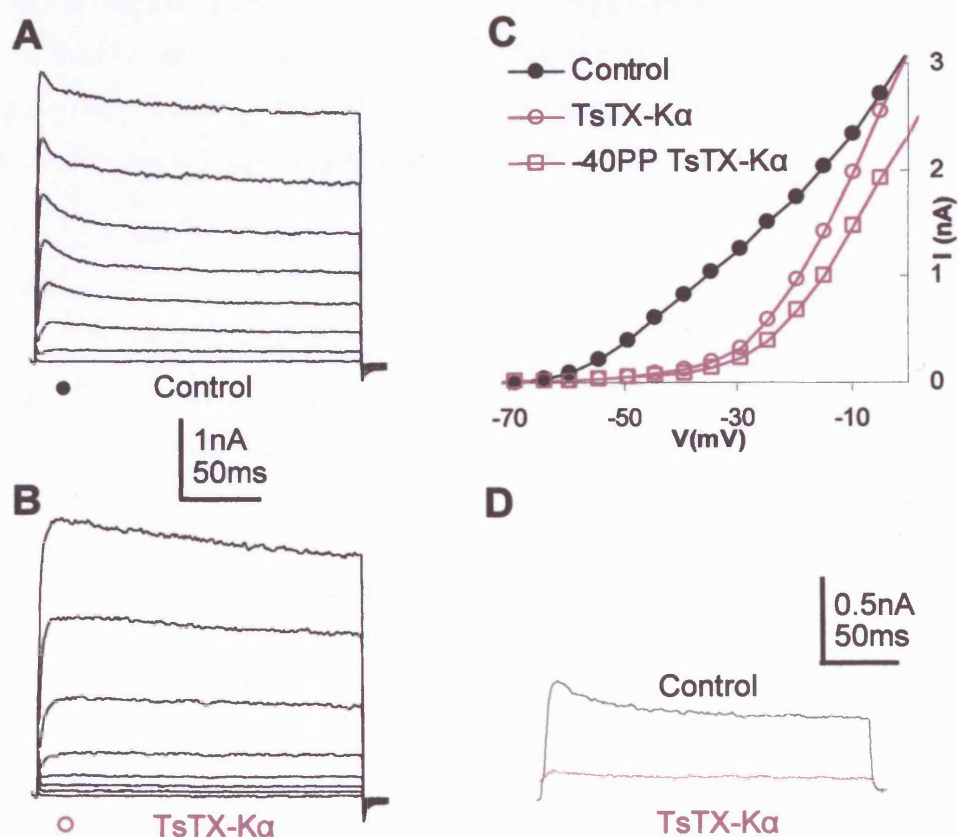 A
Control
1nA
50ms
B
TsTX-Kα
C
Control
TsTX-Kα
-40PP TsTX-Kα
3
2
1
0
I (nA)
-70
-50
-30
-10
V(mV)
D
0.5nA
50ms
Control
TsTX-Kα